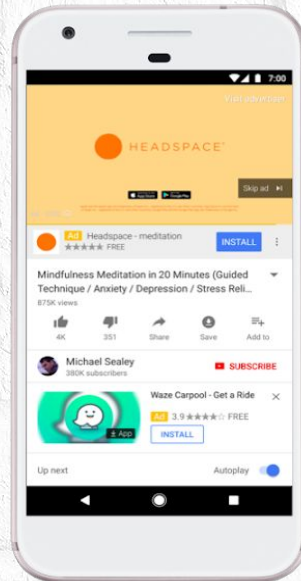 7:00
Visit advertiser
HEADSPACE
Skip ad
Ad Headspace - meditation
★★★★★ FREE
INSTALL
Mindfulness Meditation in 20 Minutes (Guided
Technique / Anxiety / Depression / Stress Reli...
875K views
4K 351 Share Save Add to
Michael Sealey
380K subscribers
SUBSCRIBE
Waze Carpool - Get a Ride
Ad 3.9★★★★☆ FREE
App
INSTALL
Up next
Autoplay